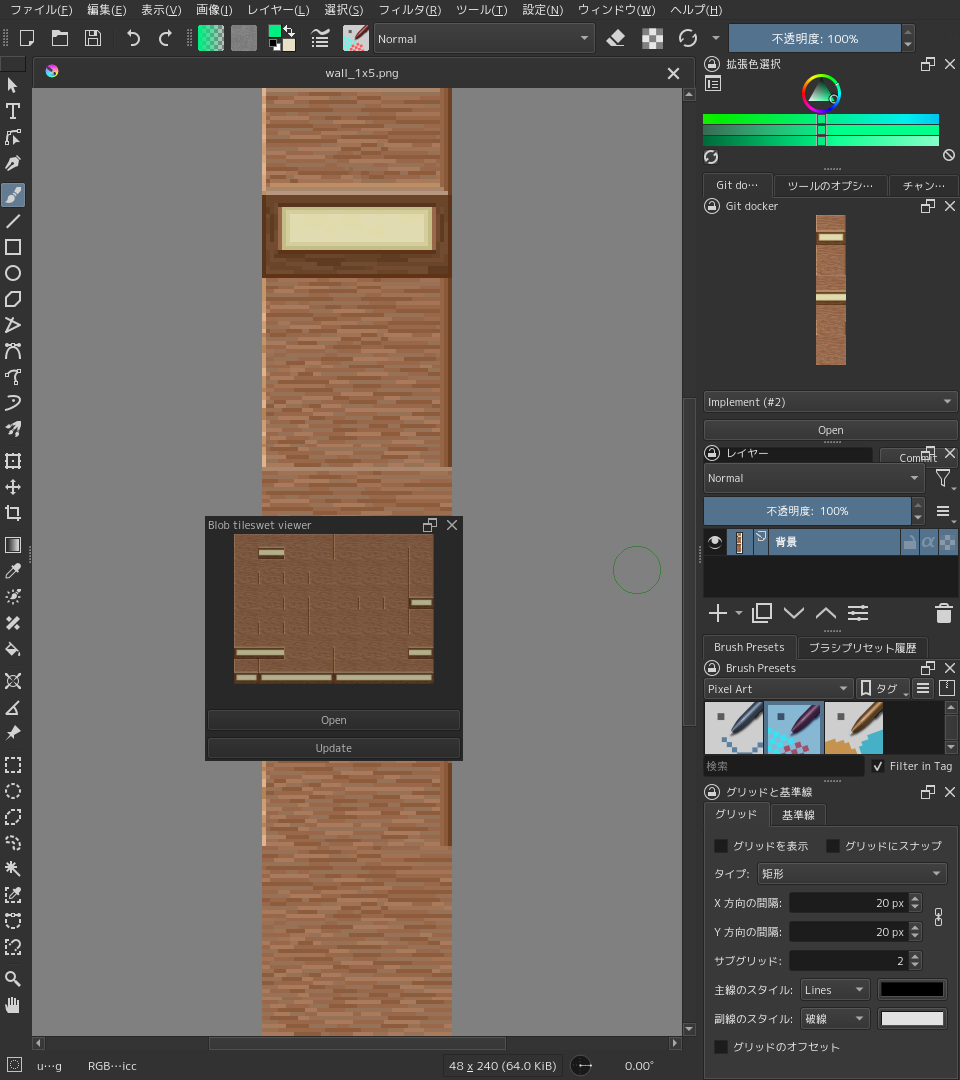 ファイル(F) 編集(E) 表示(V) 画像(I) レイヤー(L) 選択(S) フィルタ(R) ツール(T) 設定(N) ウィンドウ(W) ヘルプ(H)
Normal 不透明度: 100%
wall_1x5.png
拡張色選択
Git do… ツールのオプシ… チャン…
Git docker
Implement (#2)
Open
レイヤー Commit
Normal
不透明度: 100%
背景
Blob tileswet viewer
Open
Update
Brush Presets ブラシプリセット履歴
Brush Presets
Pixel Art タグ
検索 Filter in Tag
グリッドと基準線
グリッド 基準線
グリッドを表示 グリッドにスナップ
タイプ: 矩形
X 方向の間隔: 20 px
Y 方向の間隔: 20 px
サブグリッド: 2
主線のスタイル: Lines
副線のスタイル: 破線
グリッドのオフセット
u…g RGB…icc 48 x 240 (64.0 KiB) 0.00°